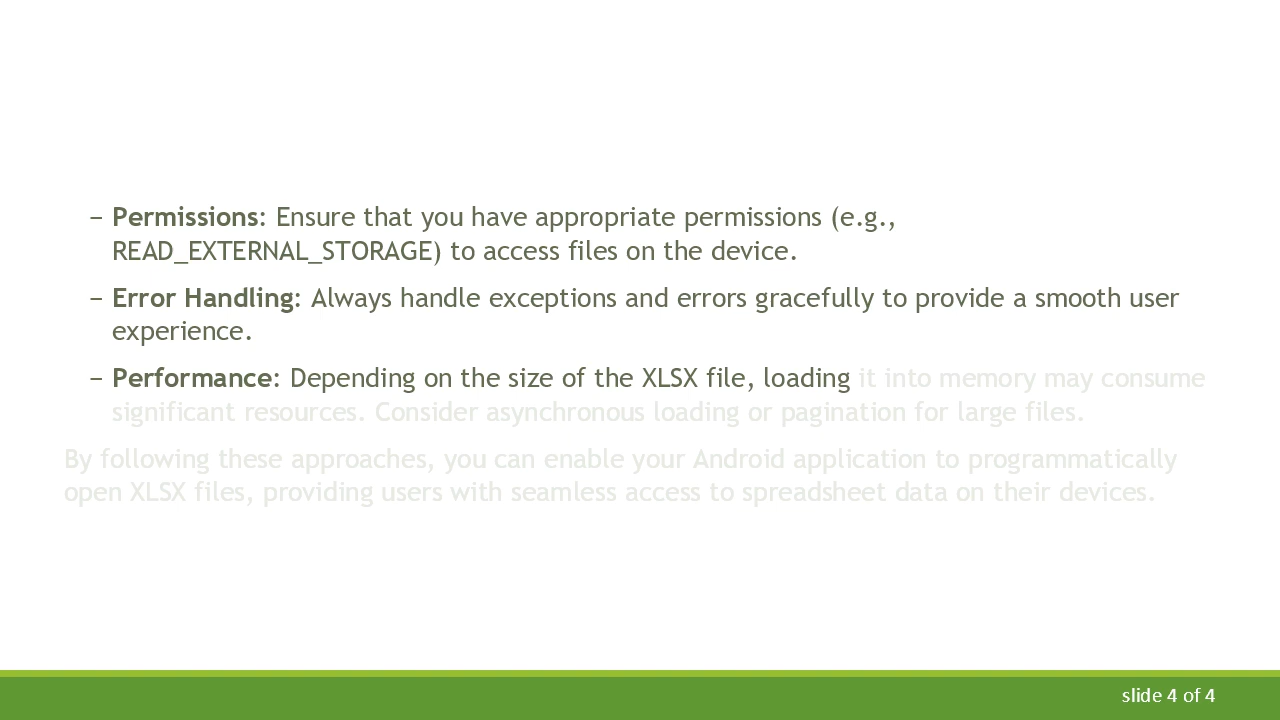 – Permissions: Ensure that you have appropriate permissions (e.g.,
READ_EXTERNAL_STORAGE) to access files on the device.
– Error Handling: Always handle exceptions and errors gracefully to provide a smooth user
experience.
– Performance: Depending on the size of the XLSX file, loading it into memory may consume
significant resources. Consider asynchronous loading or pagination for large files.
By following these approaches, you can enable your Android application to programmatically
open XLSX files, providing users with seamless access to spreadsheet data on their devices.
slide 4 of 4